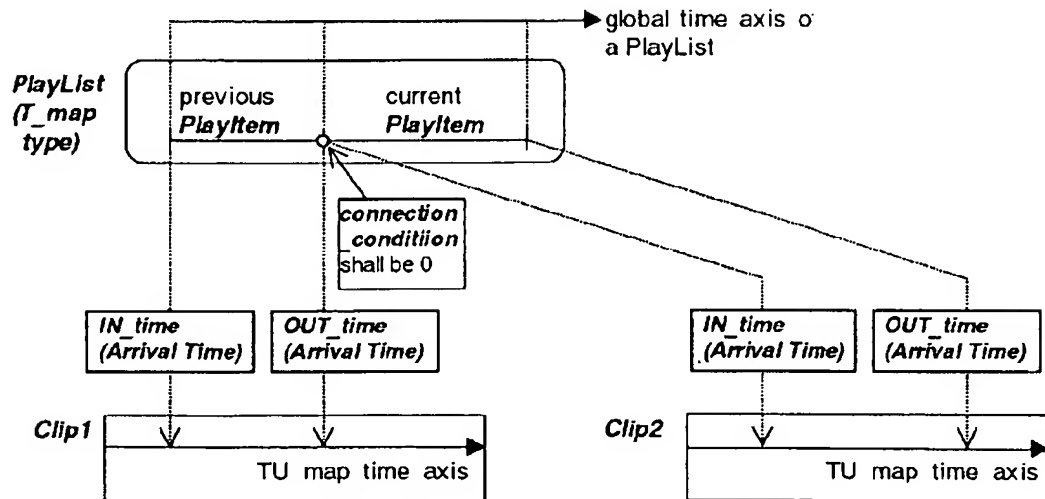 global time axis o
a PlayList
PlayList
(T_map
type)
previous
PlayItem
current
PlayItem
connection
_conditiion
shall be 0
IN_time
(Arrival Time)
OUT_time
(Arrival Time)
IN_time
(Arrival Time)
OUT_time
(Arrival Time)
Clip1
TU map time axis
Clip2
TU map time axis